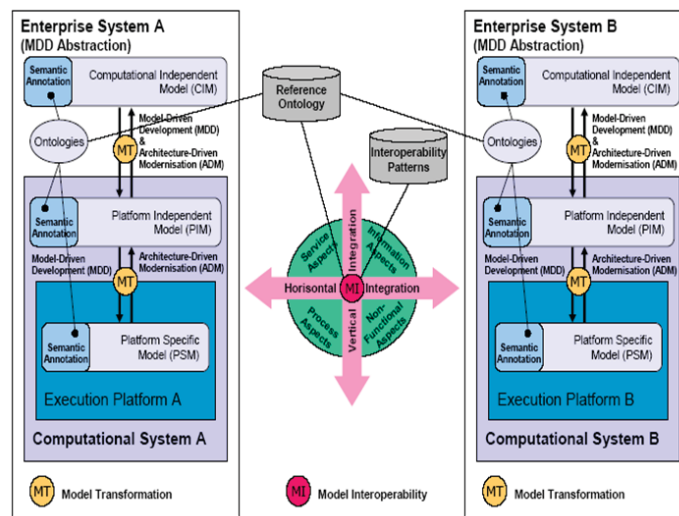 Enterprise System A
(MDD Abstraction)
Semantic
Annotation
Computational Independent
Model (CIM)
Ontologies
Model-Driven
Development (MDD)
&
Architecture-Driven
Modernisation (ADM)
MT
Semantic
Annotation
Platform Independent
Model (PIM)
Model-Driven
Development (MDD)
Architecture-Driven
Modernisation (ADM)
MT
Semantic
Annotation
Platform Specific
Model (PSM)
Execution Platform A
Computational System A
MT Model Transformation
Reference
Ontology
Interoperability
Patterns
Service
Aspects
Integration
Information
Aspects
Horisontal MI Integration
Process
Aspects
Vertical
Non-
Functional
Aspects
MI Model Interoperability
Enterprise System B
(MDD Abstraction)
Semantic
Annotation
Computational Independent
Model (CIM)
Ontologies
Model-Driven
Development (MDD)
&
Architecture-Driven
Modernisation (ADM)
MT
Semantic
Annotation
Platform Independent
Model (PIM)
Model-Driven
Development (MDD)
Architecture-Driven
Modernisation (ADM)
MT
Semantic
Annotation
Platform Specific
Model (PSM)
Execution Platform B
Computational System B
MT Model Transformation